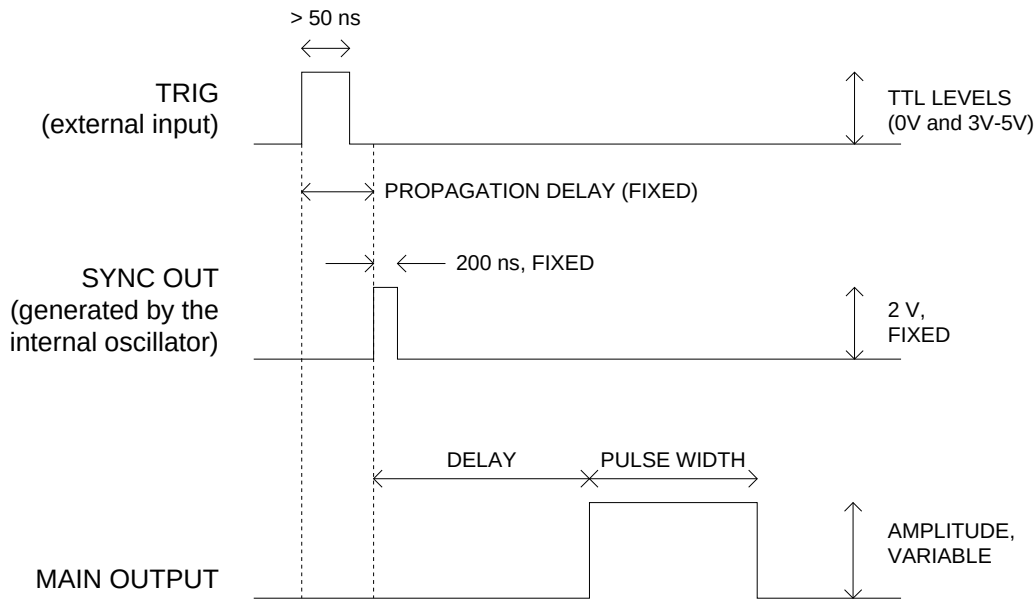 > 50 ns
TRIG
(external input)
TTL LEVELS
(0V and 3V-5V)
PROPAGATION DELAY (FIXED)
200 ns, FIXED
SYNC OUT
(generated by the
internal oscillator)
2 V,
FIXED
DELAY
PULSE WIDTH
AMPLITUDE,
VARIABLE
MAIN OUTPUT